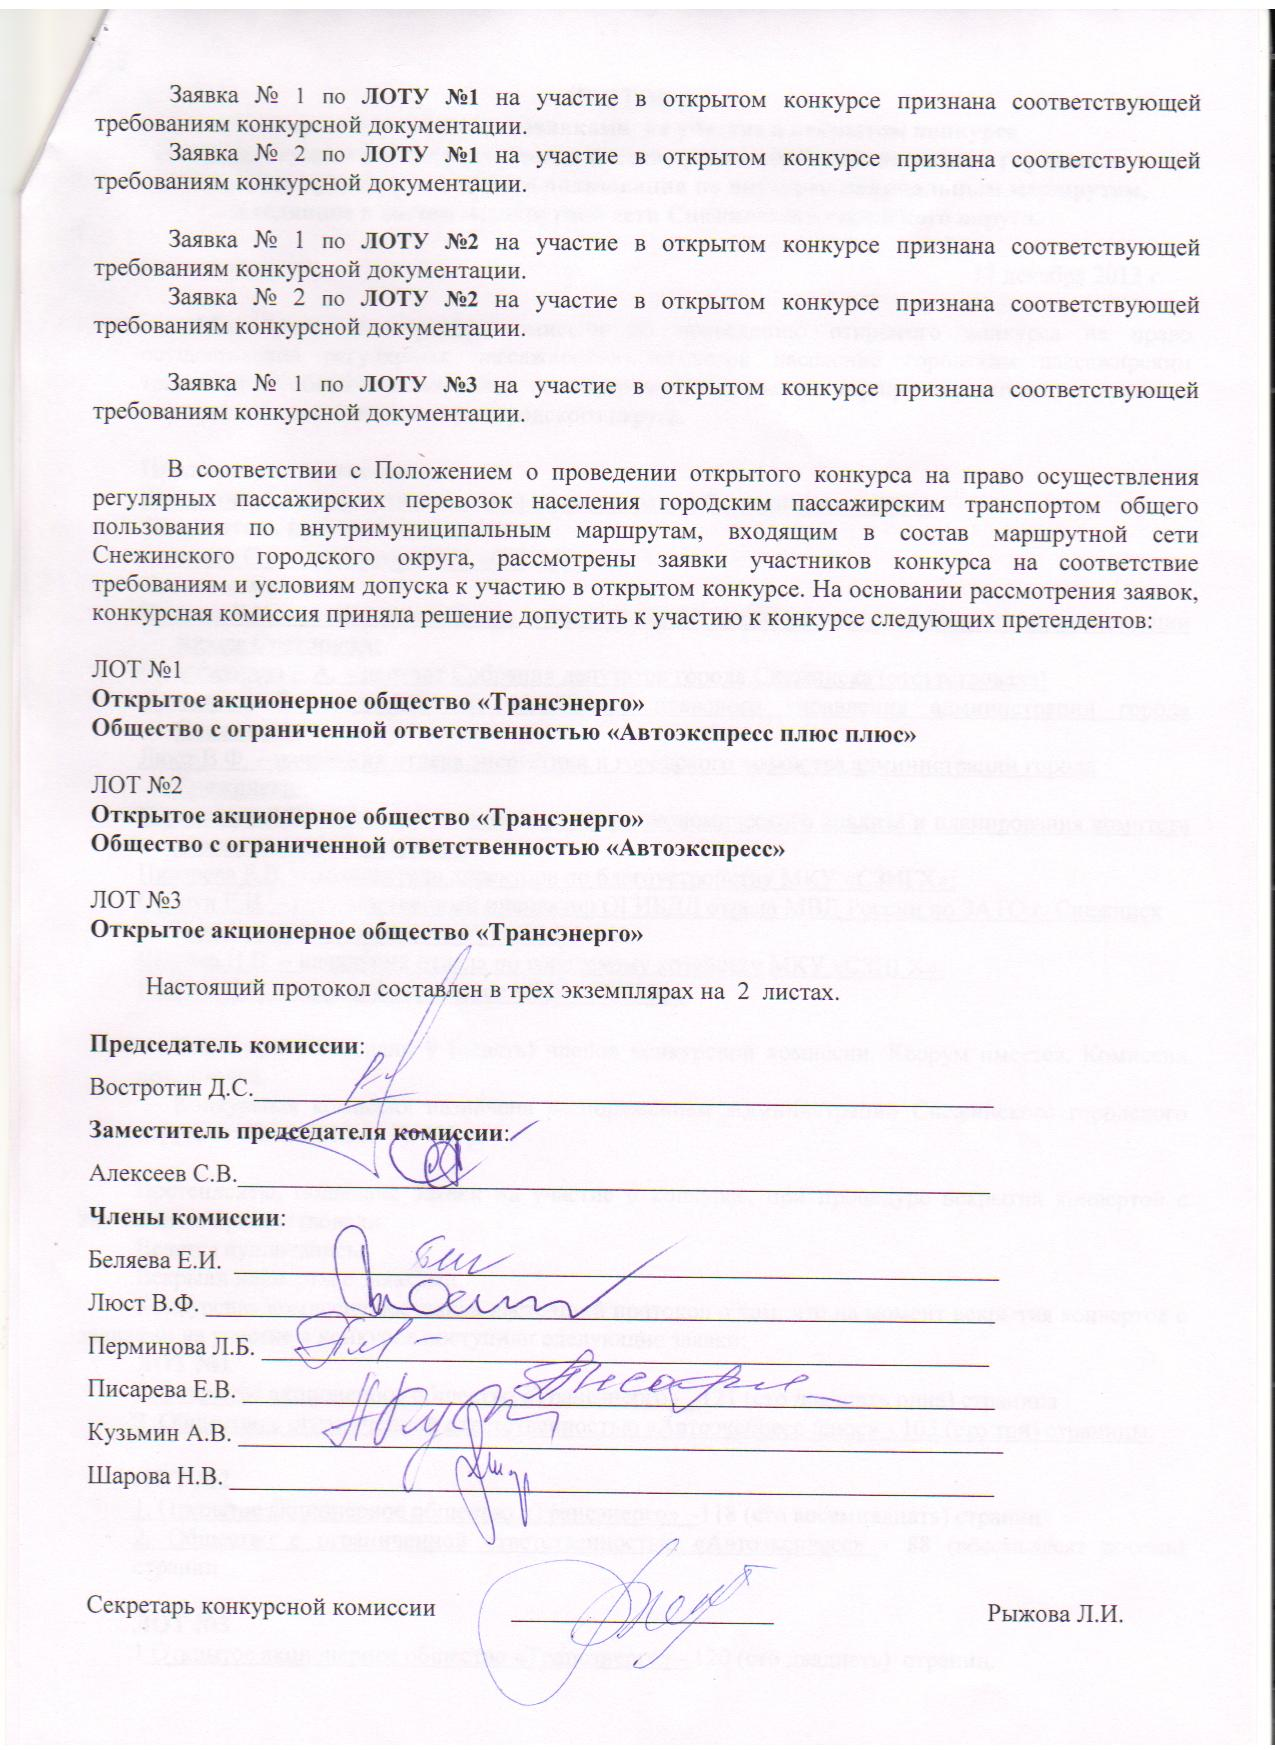 Заявка № 1 по ЛОТУ №1 на участие в открытом конкурсе признана соответствующей
требованиям конкурсной документации.
Заявка № 2 по ЛОТУ №1 на участие в открытом конкурсе признана соответствующей
требованиям конкурсной документации.
Заявка № 1 по ЛОТУ №2 на участие в открытом конкурсе признана соответствующей
требованиям конкурсной документации.
Заявка № 2 по ЛОТУ №2 на участие в открытом конкурсе признана соответствующей
требованиям конкурсной документации.
Заявка № 1 по ЛОТУ №3 на участие в открытом конкурсе признана соответствующей
требованиям конкурсной документации.
В соответствии с Положением о проведении открытого конкурса на право осуществления
регулярных пассажирских перевозок населения городским пассажирским транспортом общего
пользования по внутримуниципальным маршрутам, входящим в состав маршрутной сети
Снежинского городского округа, рассмотрены заявки участников конкурса на соответствие
требованиям и условиям допуска к участию в открытом конкурсе. На основании рассмотрения заявок,
конкурсная комиссия приняла решение допустить к участию к конкурсе следующих претендентов:
ЛОТ №1
Открытое акционерное общество «Трансэнерго»
Общество с ограниченной ответственностью «Автоэкспресс плюс плюс»
ЛОТ №2
Открытое акционерное общество «Трансэнерго»
Общество с ограниченной ответственностью «Автоэкспресс»
ЛОТ №3
Открытое акционерное общество «Трансэнерго»
Настоящий протокол составлен в трех экземплярах на 2 листах.
Председатель комиссии:
Востротин Д.С.
Заместитель председателя комиссии:
Алексеев С.В.
Члены комиссии:
Беляева Е.И.
Люст В.Ф.
Перминова Л.Б.
Писарева Е.В.
Кузьмин А.В.
Шарова Н.В.
Секретарь конкурсной комиссии Рыжова Л.И.